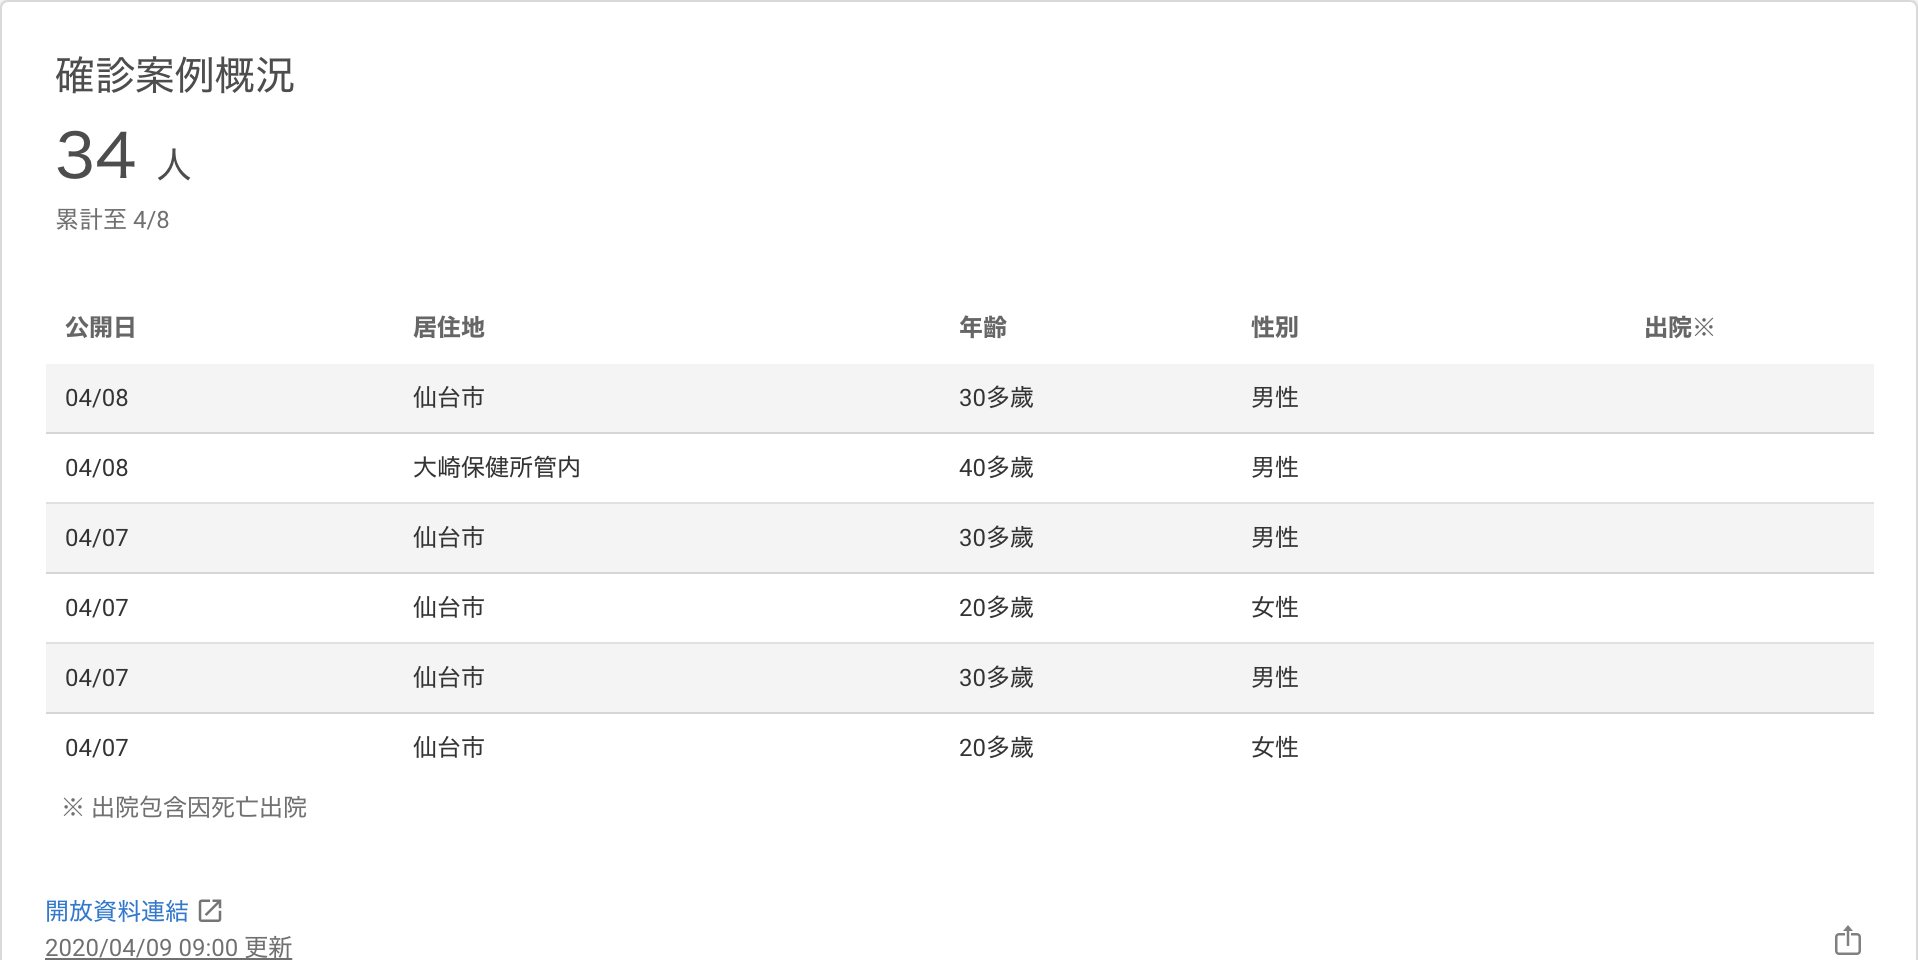 確診案例概況
34 人
累計至 4/8
公開日 居住地 年齡 性別 出院※
04/08 仙台市 30多歲 男性
04/08 大崎保健所管内 40多歲 男性
04/07 仙台市 30多歲 男性
04/07 仙台市 20多歲 女性
04/07 仙台市 30多歲 男性
04/07 仙台市 20多歲 女性
※ 出院包含因死亡出院
開放資料連結
2020/04/09 09:00 更新